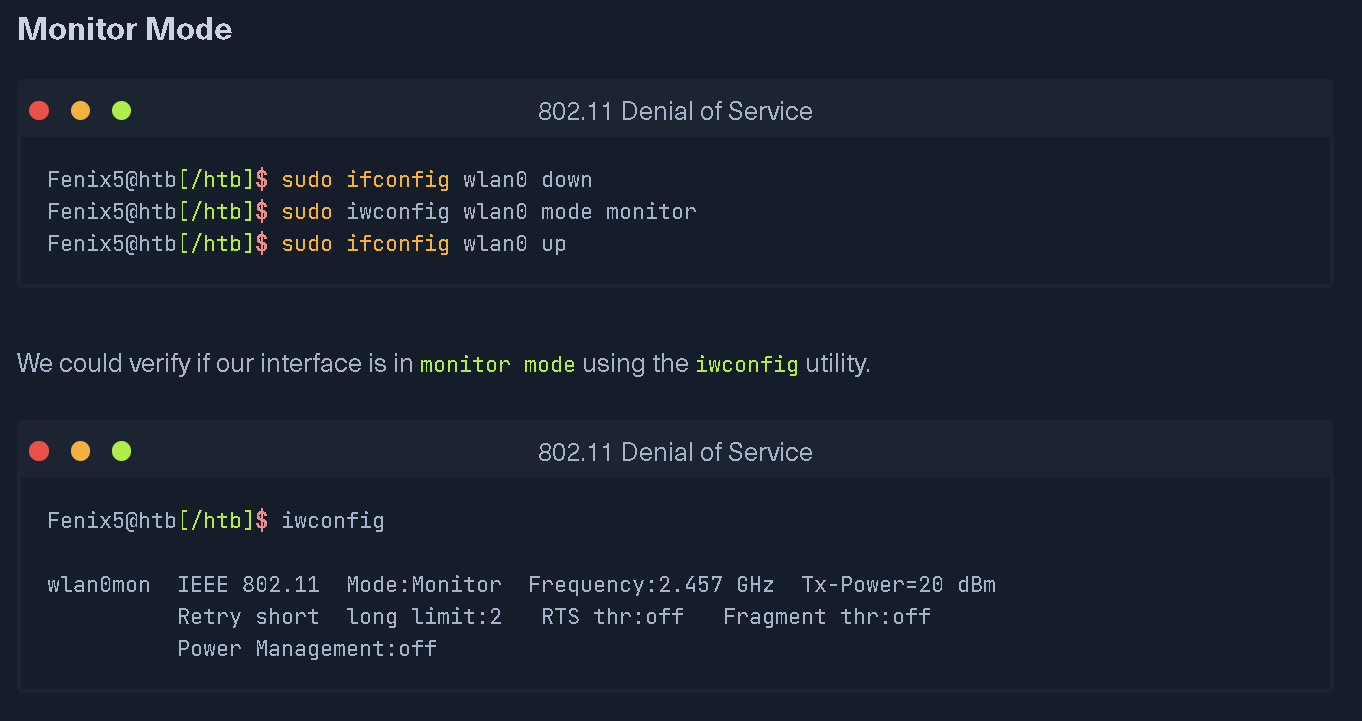 Monitor Mode
802.11 Denial of Service
Fenix5@htb[/htb]$ sudo ifconfig wlan0 down
Fenix5@htb[/htb]$ sudo iwconfig wlan0 mode monitor
Fenix5@htb[/htb]$ sudo ifconfig wlan0 up
We could verify if our interface is in monitor mode using the iwconfig utility.
802.11 Denial of Service
Fenix5@htb[/htb]$ iwconfig
wlan0mon  IEEE 802.11  Mode:Monitor  Frequency:2.457 GHz  Tx-Power=20 dBm
          Retry short  long limit:2   RTS thr:off   Fragment thr:off
          Power Management:off